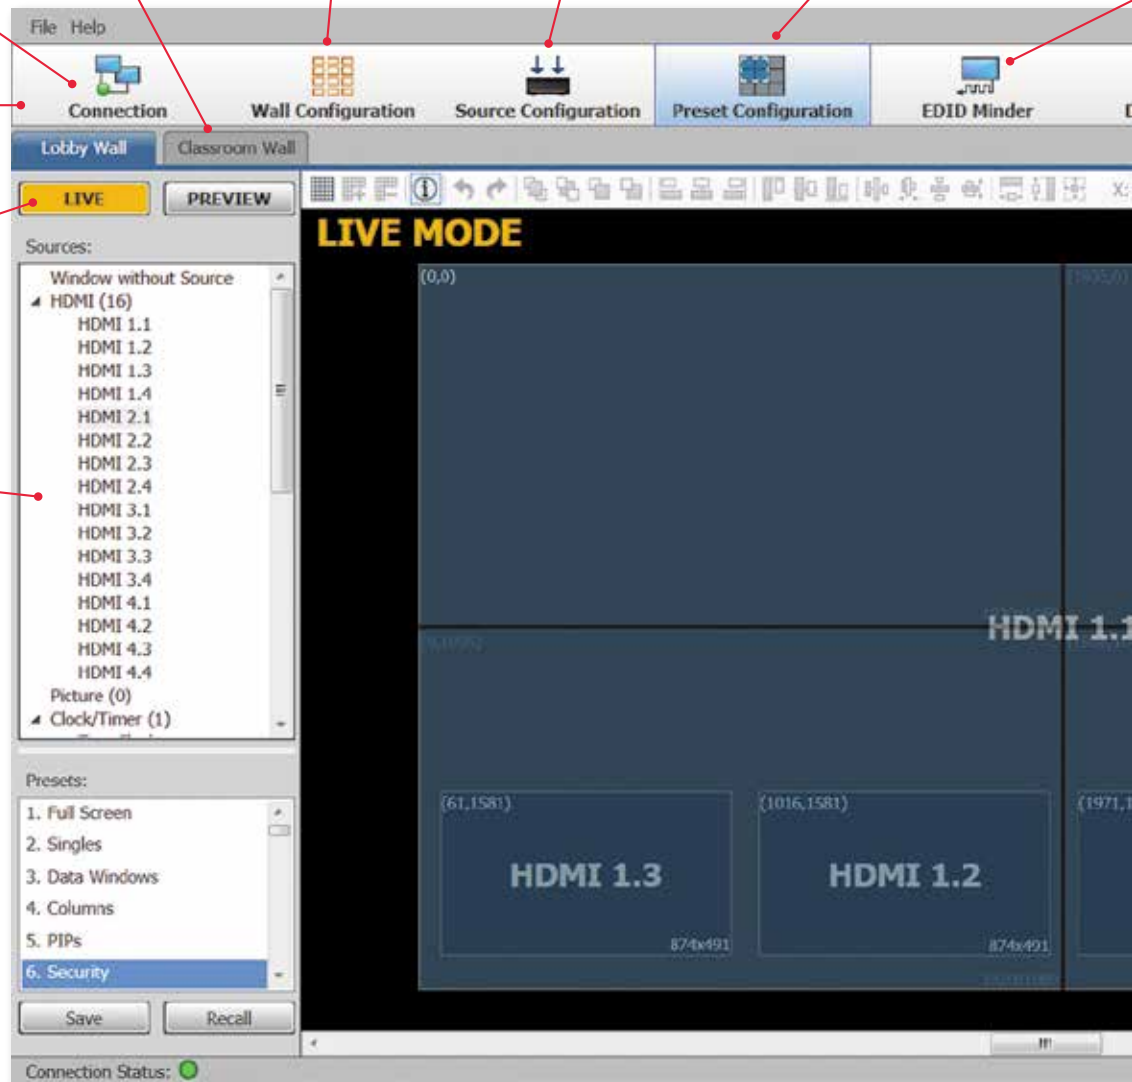 File Help
Connection Wall Configuration Source Configuration Preset Configuration EDID Minder
Lobby Wall Classroom Wall
LIVE PREVIEW
X:
LIVE MODE
Sources:
Window without Source
HDMI (16)
HDMI 1.1
HDMI 1.2
HDMI 1.3
HDMI 1.4
HDMI 2.1
HDMI 2.2
HDMI 2.3
HDMI 2.4
HDMI 3.1
HDMI 3.2
HDMI 3.3
HDMI 3.4
HDMI 4.1
HDMI 4.2
HDMI 4.3
HDMI 4.4
Picture (0)
Clock/Timer (1)
(0,0)
HDMI 1.1
(61,1581)
HDMI 1.3
874x491
(1016,1581)
HDMI 1.2
874x491
(1971,1
Presets:
1. Full Screen
2. Singles
3. Data Windows
4. Columns
5. PIPs
6. Security
Save Recall
Connection Status: